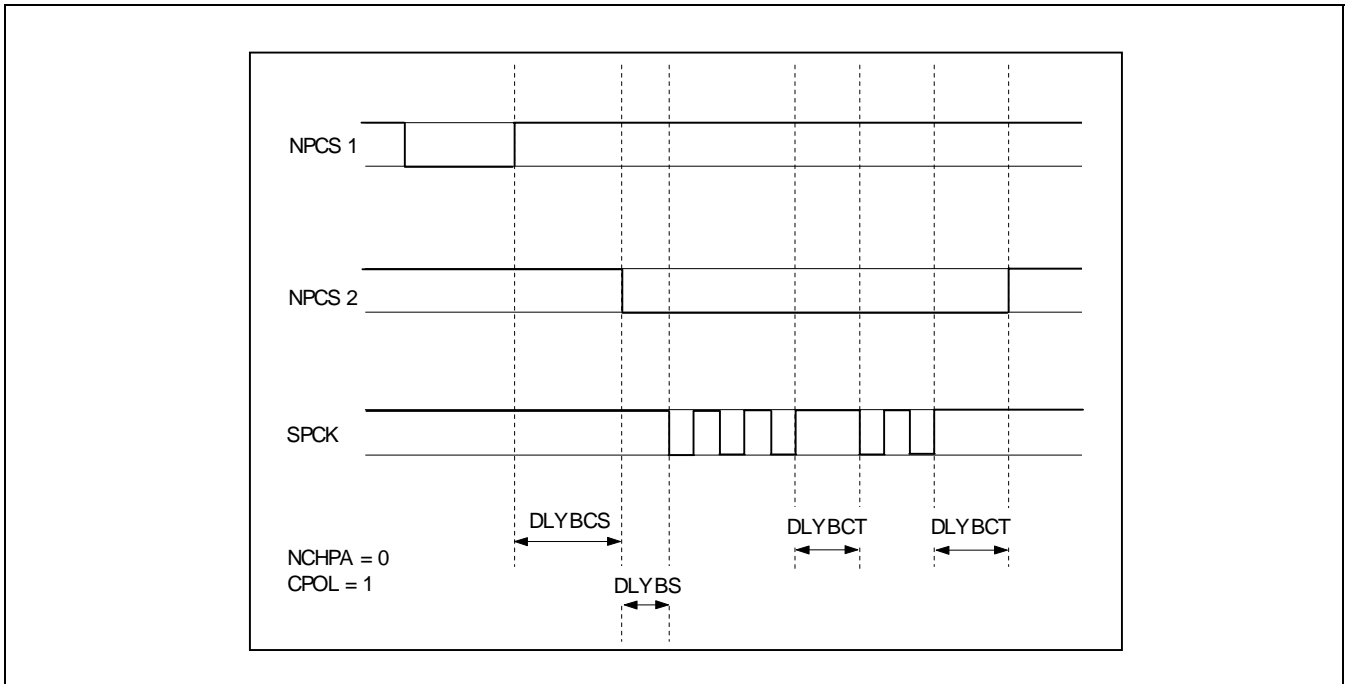 NPCS 1
NPCS 2
SPCK
DLYBCS
DLYBCT
DLYBCT
NCHPA = 0
CPOL = 1
DLYBS